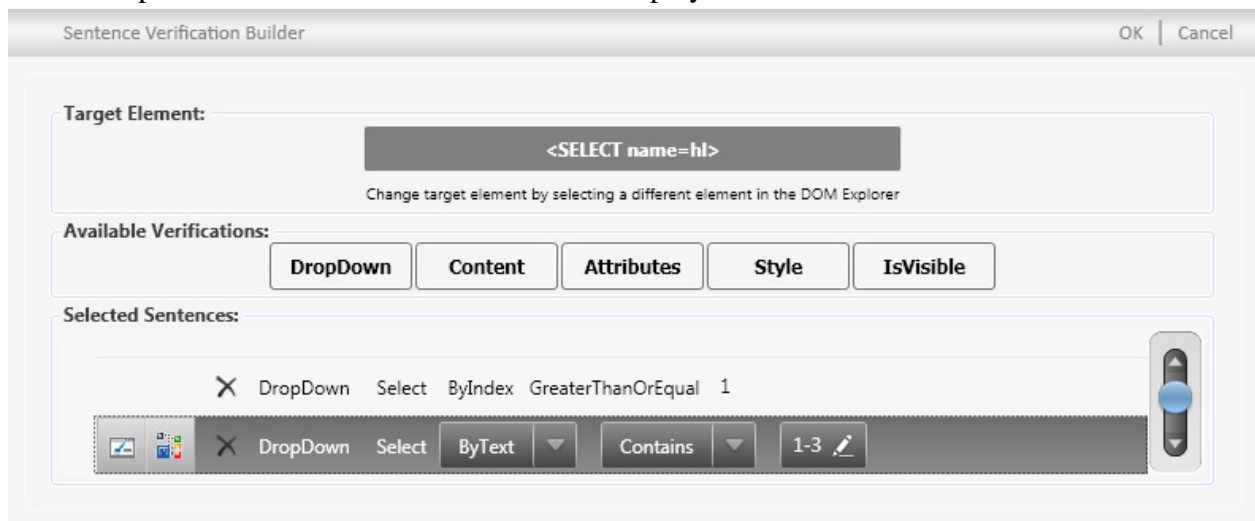 Sentence Verification Builder OK | Cancel
Target Element:
<SELECT name=hl>
Change target element by selecting a different element in the DOM Explorer
Available Verifications:
DropDown Content Attributes Style IsVisible
Selected Sentences:
DropDown Select ByIndex GreaterThanOrEqual 1
DropDown Select ByText Contains 1-3